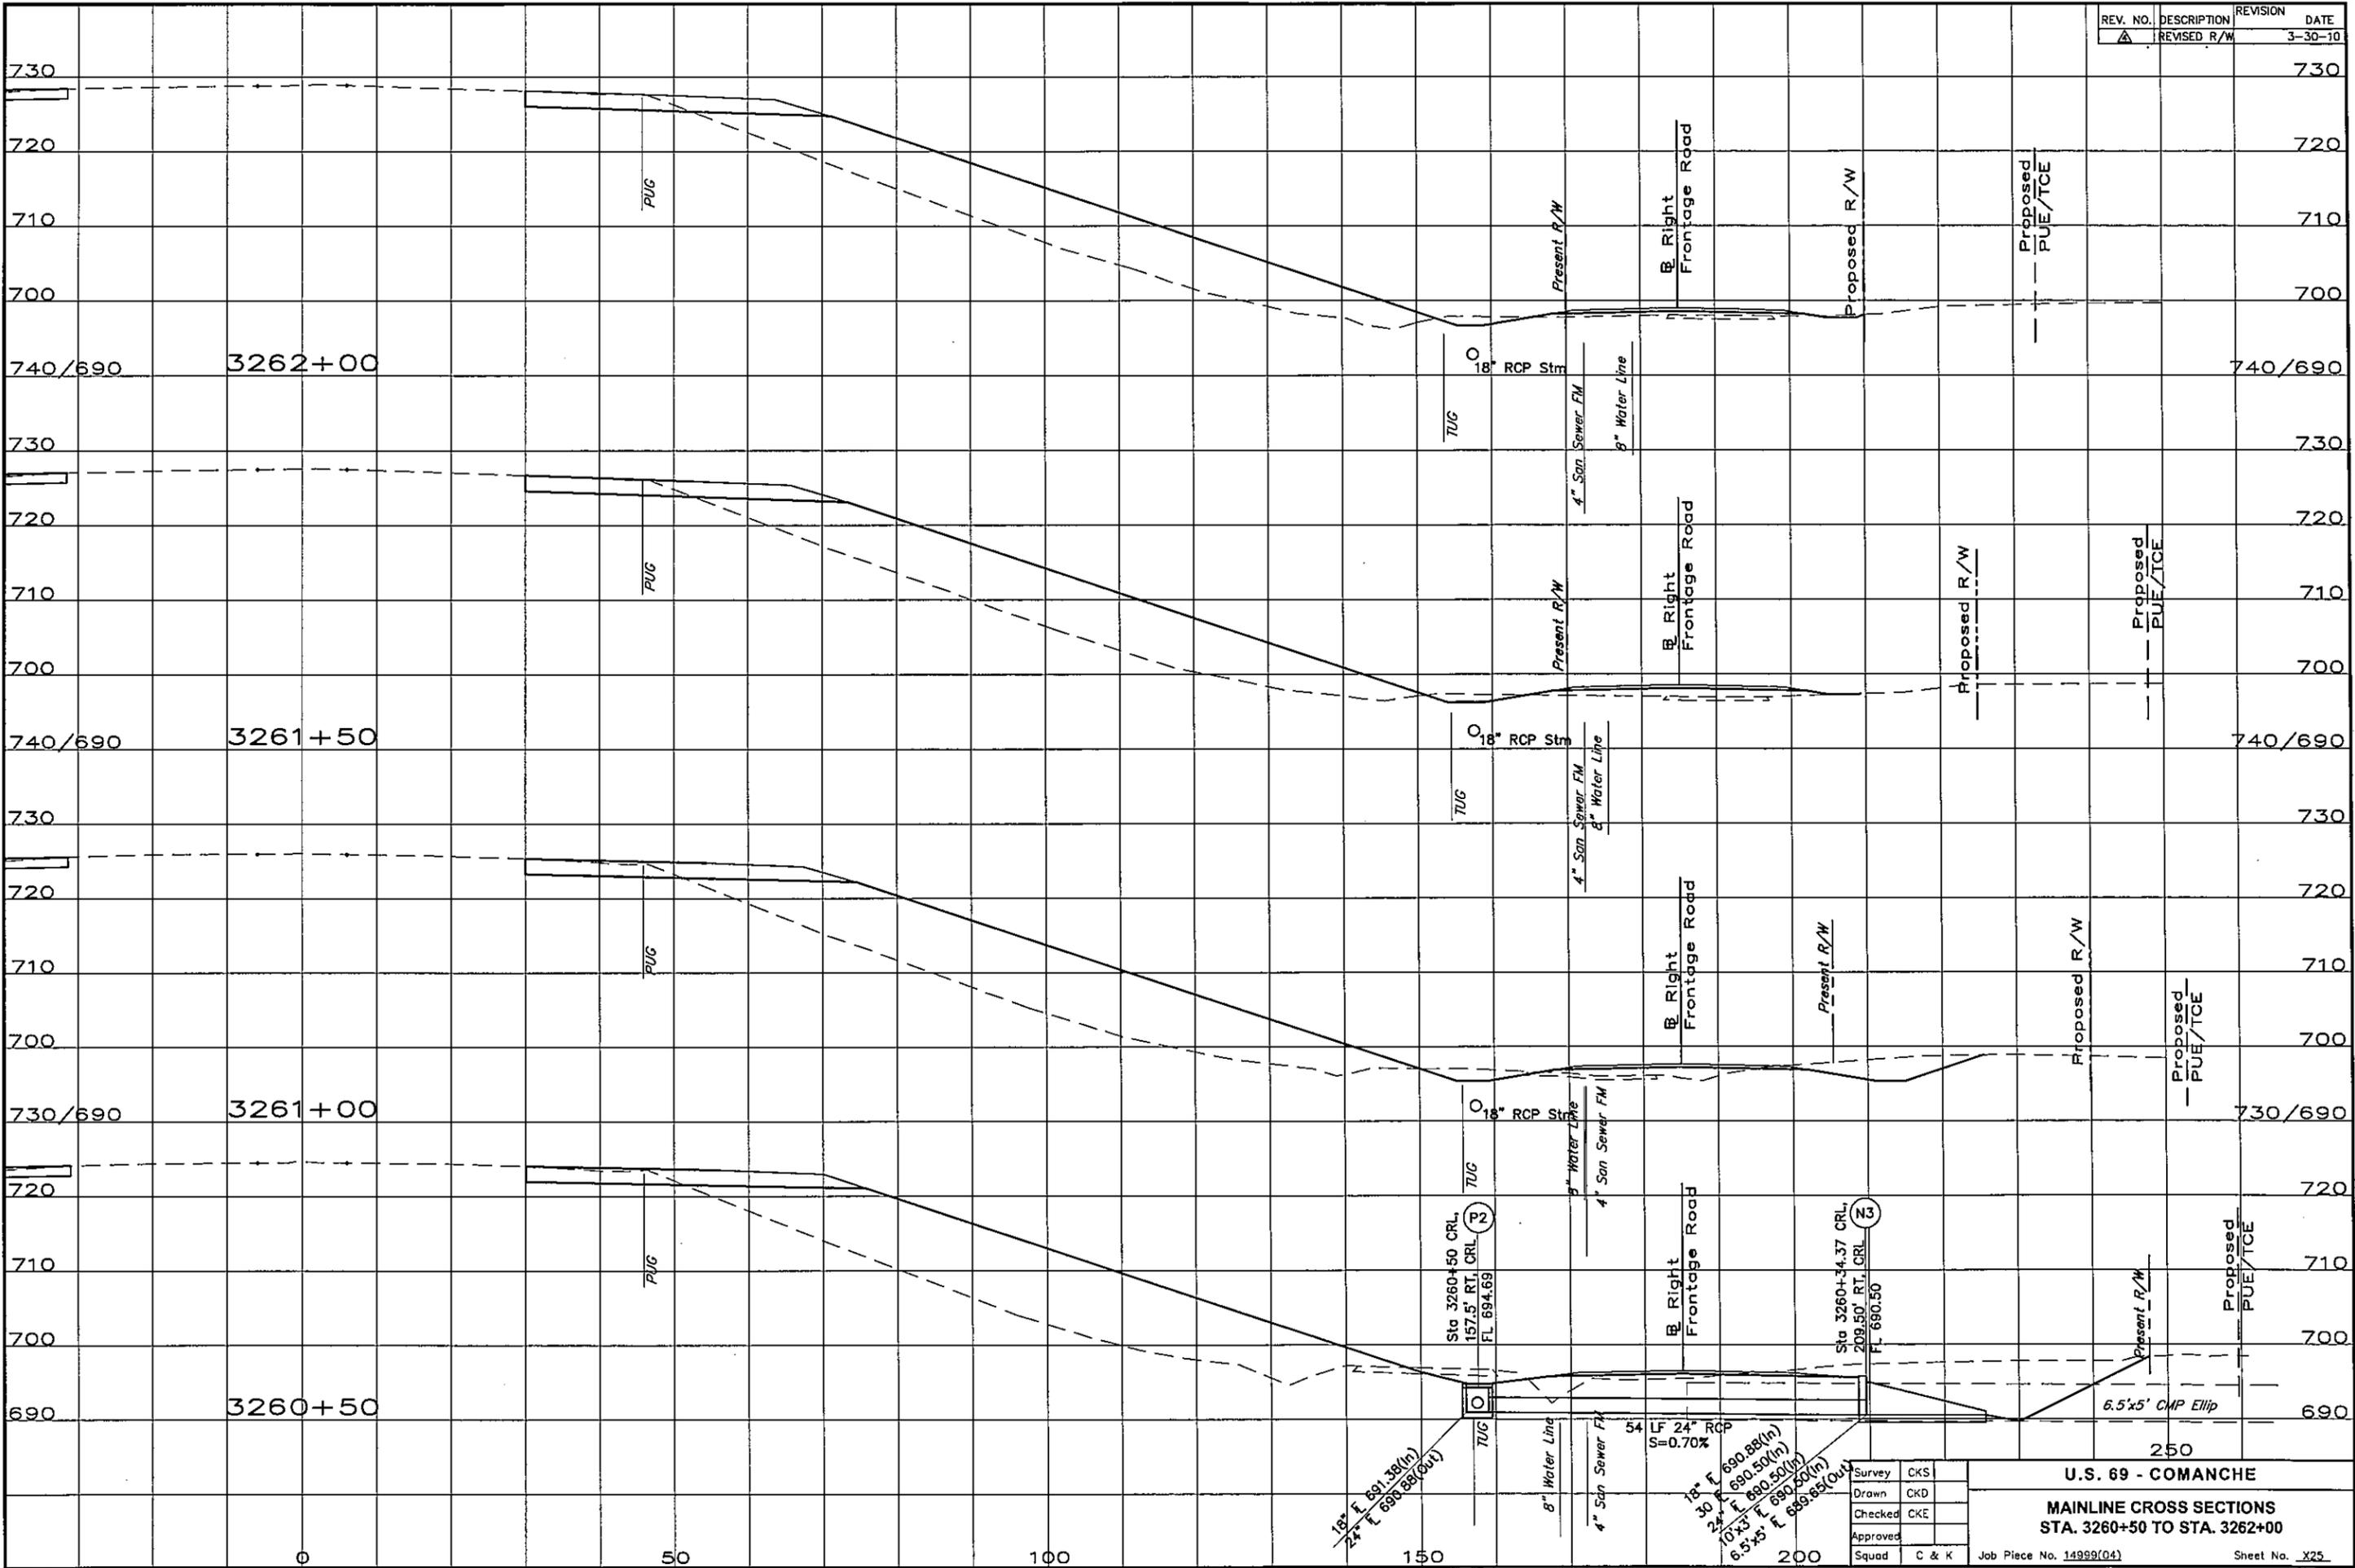 REVISION
REV. NO. DESCRIPTION DATE
4 REVISED R/W 3-30-10
730 730
720 720
710 710
700 700
740/690 3262+00 740/690
PUG
TUG
18" RCP Stm
4" San Sewer FM
8" Water Line
Present R/W
℄ Right
Frontage Road
Proposed R/W
Proposed
PUE/TCE
730 730
720 720
710 710
700 700
740/690 3261+50 740/690
PUG
TUG
18" RCP Stm
4" San Sewer FM
8" Water Line
Present R/W
℄ Right
Frontage Road
Proposed R/W
Proposed
PUE/TCE
730 730
720 720
710 710
700 700
730/690 3261+00 730/690
PUG
TUG
18" RCP Stm
8" Water Line
4" San Sewer FM
℄ Right
Frontage Road
Present R/W
Proposed R/W
Proposed
PUE/TCE
720 720
710 710
700 700
690 3260+50 690
PUG
Sta 3260+50 CRL,
157.5' RT, CRL
FL 694.69
P2
TUG
8" Water Line
4" San Sewer FM
℄ Right
Frontage Road
54 LF 24" RCP
S=0.70%
Sta 3260+34.37 CRL,
209.50' RT, CRL
FL 690.50
N3
Present R/W
Proposed
PUE/TCE
6.5'x5' CMP Ellip
18" FL 691.38(In)
24" FL 690.88(Out)
18" FL 690.88(In)
30 FL 690.50(In)
24" FL 690.50(In)
10'x3' FL 690.50(In)
6.5'x5' FL 689.65(Out)
0 50 100 150 200 250
Survey CKS
Drawn CKD
Checked CKE
Approved
Squad C & K
U.S. 69 - COMANCHE
MAINLINE CROSS SECTIONS
STA. 3260+50 TO STA. 3262+00
Job Piece No. 14999(04) Sheet No. X25